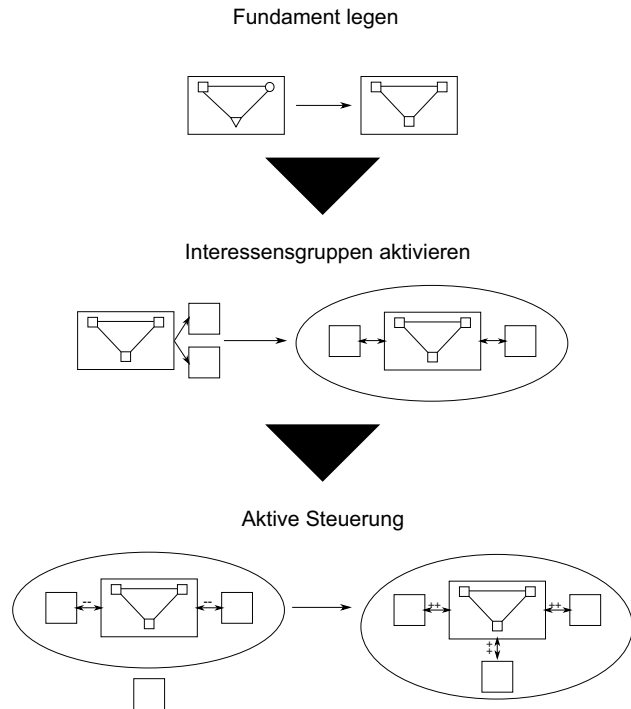 Fundament legen
Interessensgruppen aktivieren
Aktive Steuerung
-- --
++ ++
++